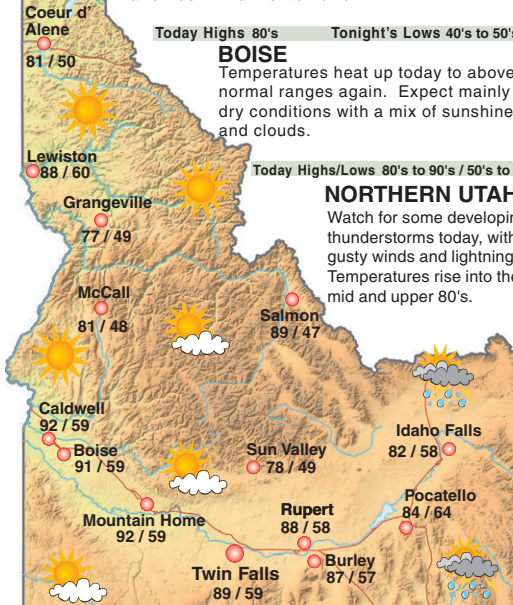 Coeur d'
Alene
81 / 50
Today Highs 80's Tonight's Lows 40's to 50's
BOISE
Temperatures heat up today to above
normal ranges again. Expect mainly
dry conditions with a mix of sunshine
and clouds.
Lewiston
88 / 60
Today Highs/Lows 80's to 90's / 50's to
NORTHERN UTAH
Watch for some developin
thunderstorms today, with
gusty winds and lightning
Temperatures rise into the
mid and upper 80's.
Grangeville
77 / 49
McCall
81 / 48
Salmon
89 / 47
Caldwell
92 / 59
Boise
91 / 59
Sun Valley
78 / 49
Idaho Falls
82 / 58
Mountain Home
92 / 59
Rupert
88 / 58
Pocatello
84 / 64
Twin Falls
89 / 59
Burley
87 / 57